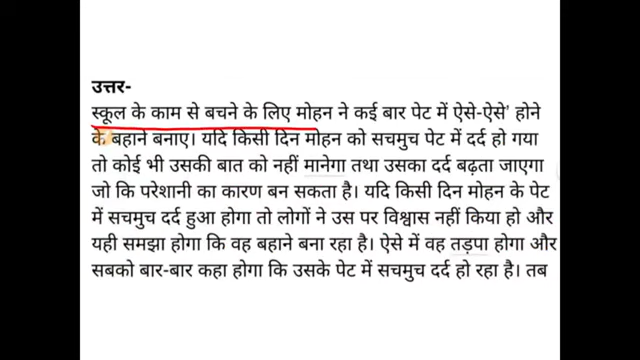 उत्तर-
स्कूल के काम से बचने के लिए मोहन ने कई बार पेट में ऐसे-ऐसे’ होने
के बहाने बनाए। यदि किसी दिन मोहन को सचमुच पेट में दर्द हो गया
तो कोई भी उसकी बात को नहीं मानेगा तथा उसका दर्द बढ़ता जाएगा
जो कि परेशानी का कारण बन सकता है। यदि किसी दिन मोहन के पेट
में सचमुच दर्द हुआ होगा तो लोगों ने उस पर विश्वास नहीं किया हो और
यही समझा होगा कि वह बहाने बना रहा है। ऐसे में वह तड़पा होगा और
सबको बार-बार कहा होगा कि उसके पेट में सचमुच दर्द हो रहा है। तब